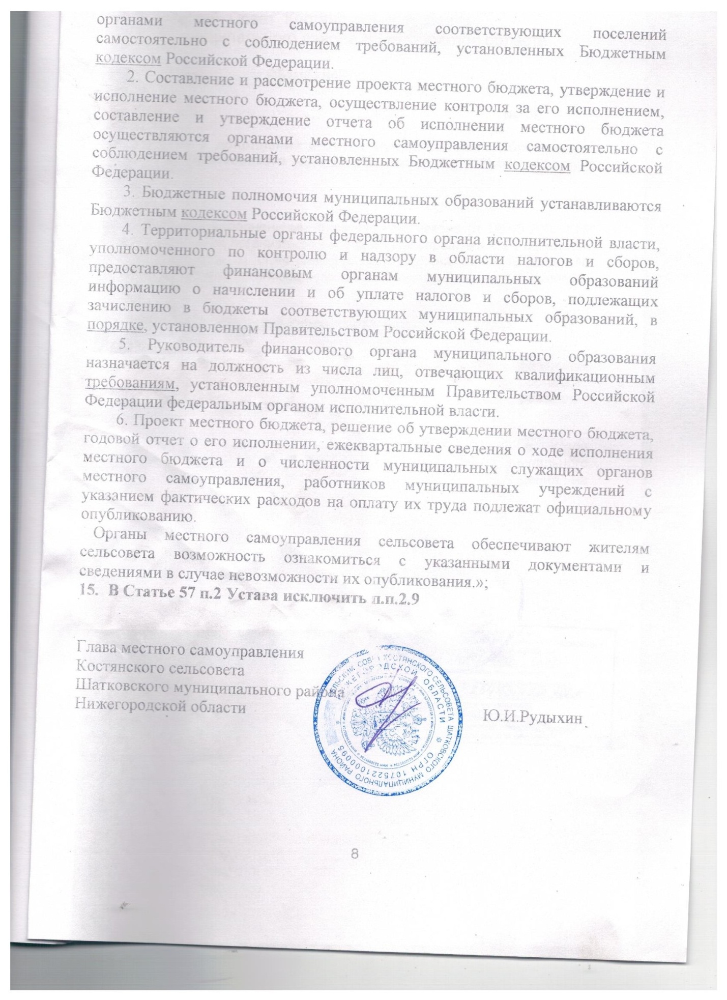 органами местного самоуправления соответствующих поселений
самостоятельно с соблюдением требований, установленных Бюджетным
кодексом Российской Федерации.
2. Составление и рассмотрение проекта местного бюджета, утверждение и
исполнение местного бюджета, осуществление контроля за его исполнением,
составление и утверждение отчета об исполнении местного бюджета
осуществляются органами местного самоуправления самостоятельно с
соблюдением требований, установленных Бюджетным кодексом Российской
Федерации.
3. Бюджетные полномочия муниципальных образований устанавливаются
Бюджетным кодексом Российской Федерации.
4. Территориальные органы федерального органа исполнительной власти,
уполномоченного по контролю и надзору в области налогов и сборов,
предоставляют финансовым органам муниципальных образований
информацию о начислении и об уплате налогов и сборов, подлежащих
зачислению в бюджеты соответствующих муниципальных образований, в
порядке, установленном Правительством Российской Федерации.
5. Руководитель финансового органа муниципального образования
назначается на должность из числа лиц, отвечающих квалификационным
требованиям, установленным уполномоченным Правительством Российской
Федерации федеральным органом исполнительной власти.
6. Проект местного бюджета, решение об утверждении местного бюджета,
годовой отчет о его исполнении, ежеквартальные сведения о ходе исполнения
местного бюджета и о численности муниципальных служащих органов
местного самоуправления, работников муниципальных учреждений с
указанием фактических расходов на оплату их труда подлежат официальному
опубликованию.
Органы местного самоуправления сельсовета обеспечивают жителям
сельсовета возможность ознакомиться с указанными документами и
сведениями в случае невозможности их опубликования.»;
15. В Статье 57 п.2 Устава исключить п.п.2.9
Глава местного самоуправления
Костянского сельсовета
Шатковского муниципального района
Нижегородской области
Ю.И.Рудыхин
СОВЕТ КОСТЯНСКОГО СЕЛЬСОВЕТА ШАТКОВСКОГО МУНИЦИПАЛЬНОГО РАЙОНА
ОБЛАСТИ * ОГРН 1075221000095 *
8